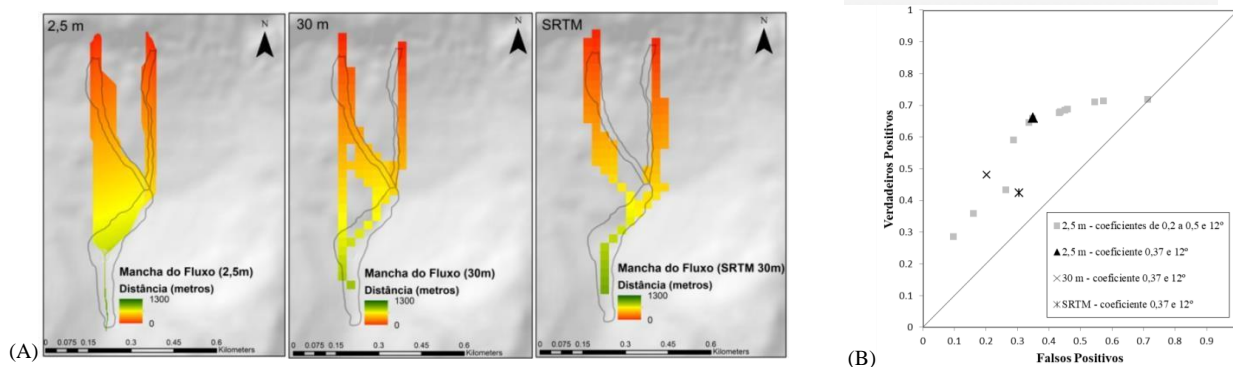 2,5 m
N
Mancha do Fluxo (2,5m)
Distância (metros)
1300
0
0 0.075 0.15 0.3 0.45 0.6
Kilometers
30 m
N
Mancha do Fluxo (30m)
Distância (metros)
1300
0
0 0.075 0.15 0.3 0.45 0.6
Kilometers
SRTM
N
Mancha do Fluxo (SRTM 30m)
Distância (metros)
1300
0
0 0.075 0.15 0.3 0.45 0.6
Kilometers
(A)
Verdadeiros Positivos
1
0.9
0.8
0.7
0.6
0.5
0.4
0.3
0.2
0.1
0
2,5 m - coeficientes de 0,2 a 0,5 e 12º
2,5 m - coeficiente 0,37 e 12º
30 m - coeficiente 0,37 e 12º
SRTM - coeficiente 0,37 e 12º
0 0.1 0.2 0.3 0.4 0.5 0.6 0.7 0.8 0.9 1
Falsos Positivos
(B)